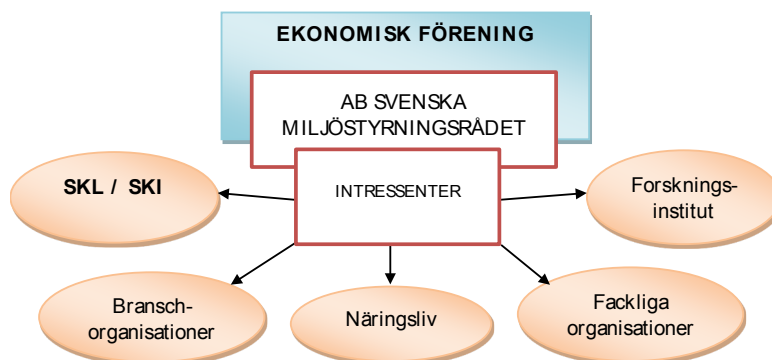 EKONOMISK FÖRENING
AB SVENSKA
MILJÖSTYRNINGSRÅDET
INTRESSENTER
SKL / SKI
Forsknings-
institut
Bransch-
organisationer
Näringsliv
Fackliga
organisationer